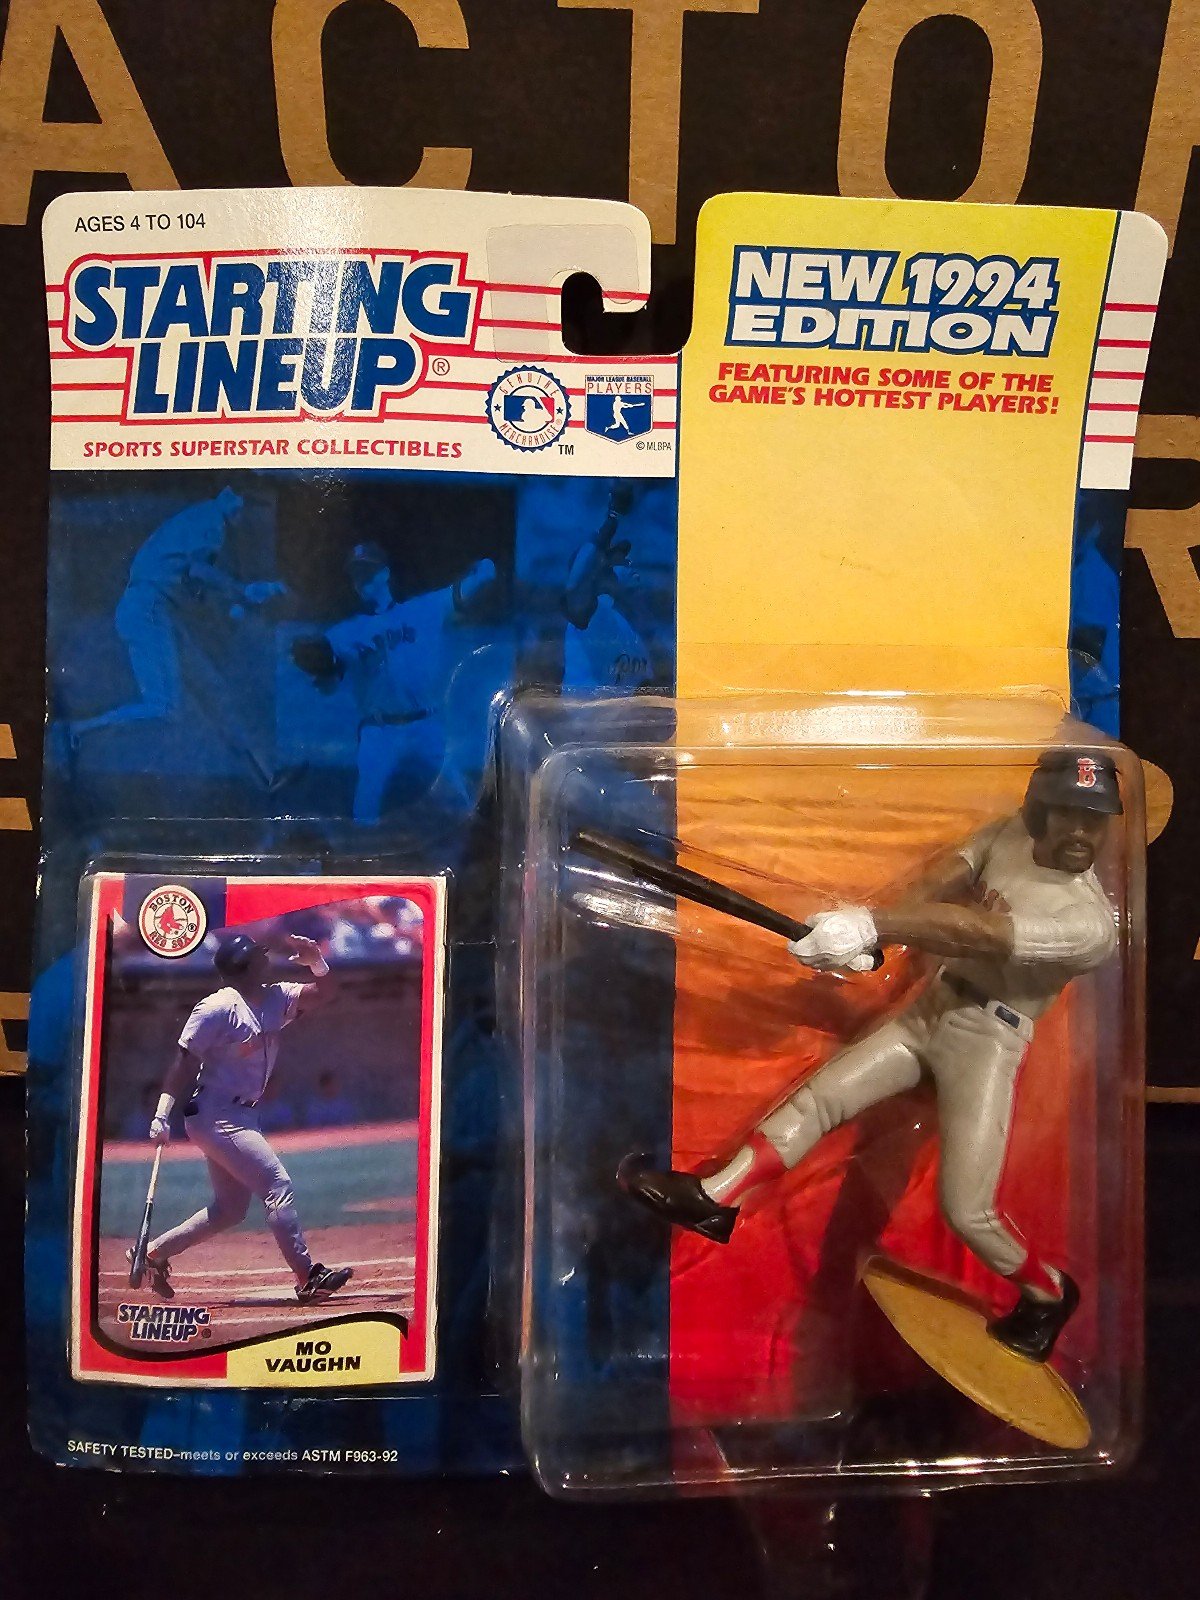 ACTOR
AGES 4 TO 104
STARTING
LINEUP®
SPORTS SUPERSTAR COLLECTIBLES
GENUINE
MERCHANDISE
TM
MAJOR LEAGUE BASEBALL
PLAYERS
© MLBPA
NEW 1994
EDITION
FEATURING SOME OF THE
GAME'S HOTTEST PLAYERS!
B
BOSTON
RED SOX ®
STARTING
LINEUP ®
MO
VAUGHN
SAFETY TESTED–meets or exceeds ASTM F963-92